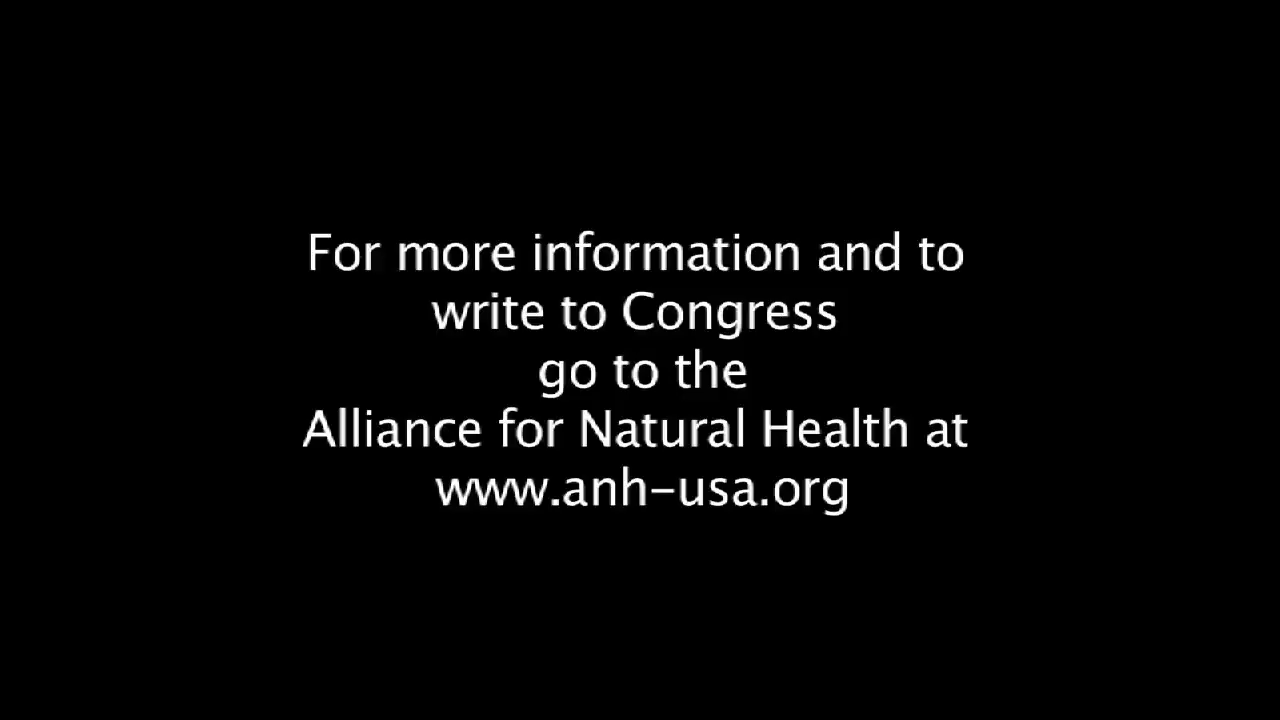 For more information and to
write to Congress
go to the
Alliance for Natural Health at
www.anh-usa.org